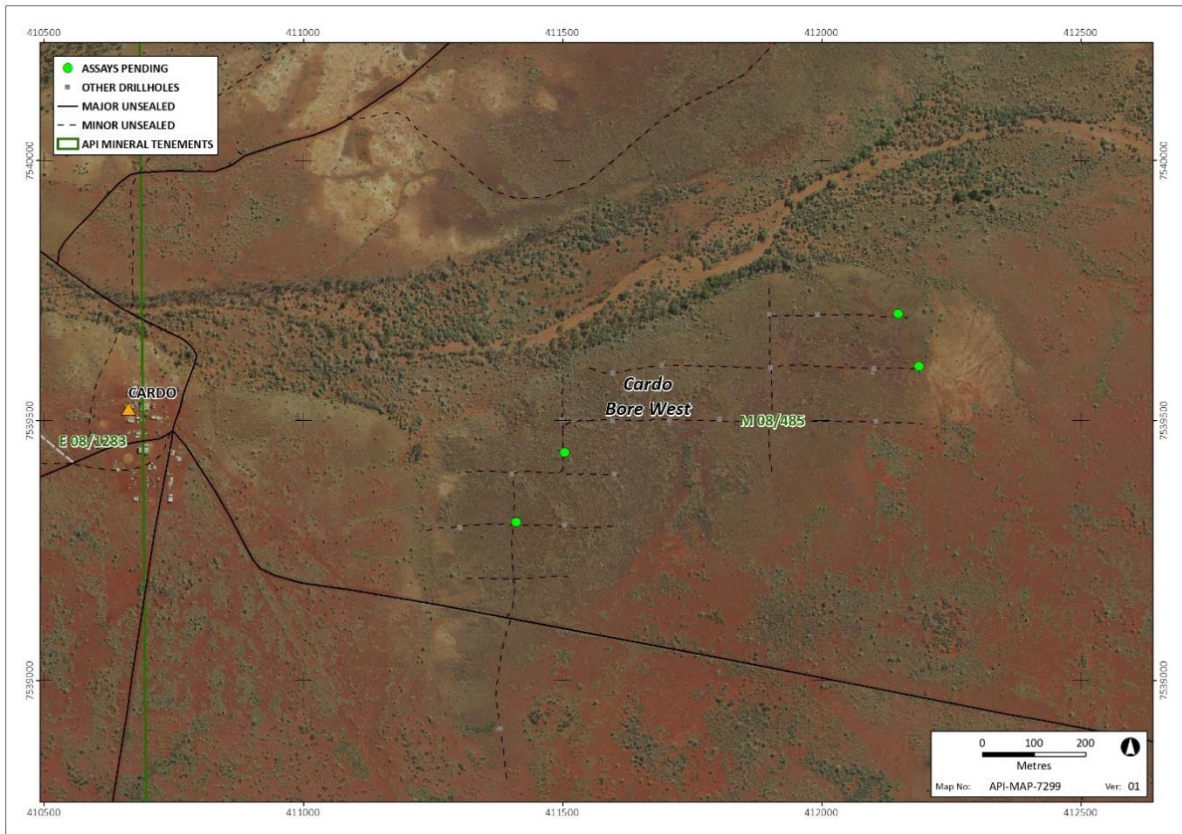 410500 411000 411500 412000 412500
ASSAYS PENDING
OTHER DRILLHOLES
MAJOR UNSEALED
MINOR UNSEALED
API MINERAL TENEMENTS
7540000 7540000
CARDO
Cardo
Bore West
7539500 7539500
E 08/1283
M 08/485
7539000 7539000
0 100 200
Metres
Map No: API-MAP-7299 Ver: 01
410500 411000 411500 412000 412500